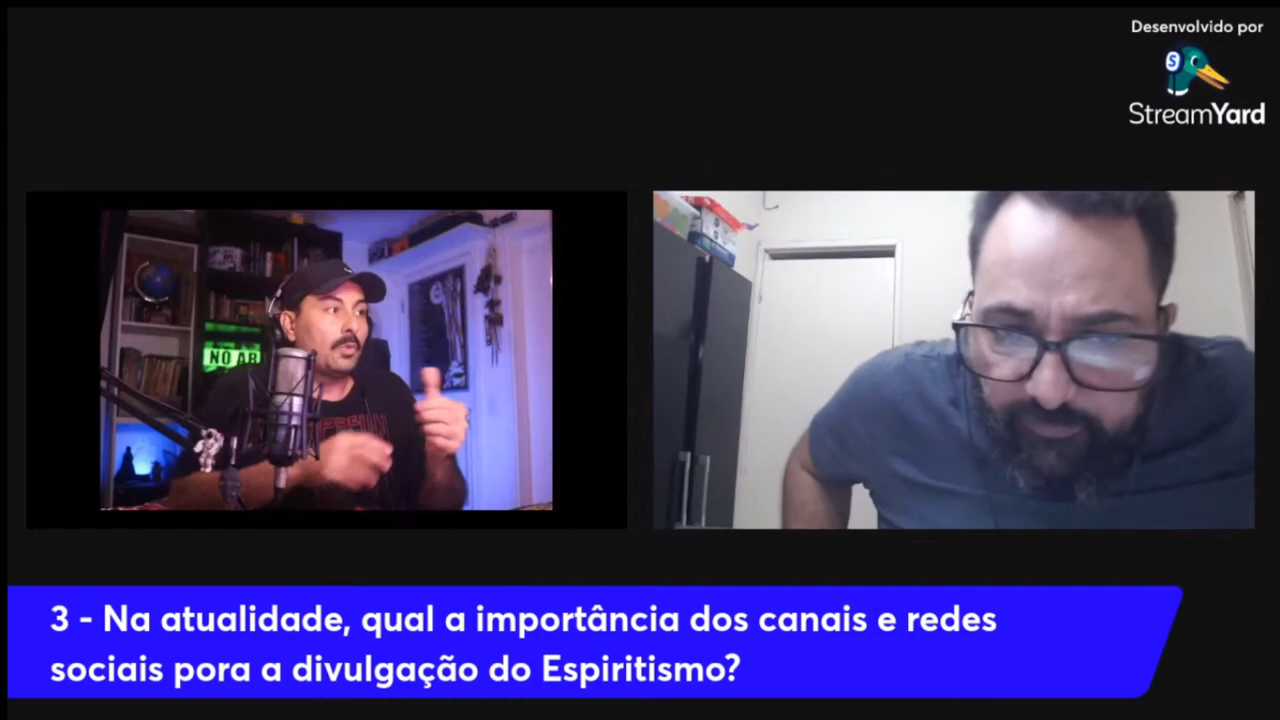 Desenvolvido por
StreamYard
NO AR
3 - Na atualidade, qual a importância dos canais e redes
sociais pora a divulgação do Espiritismo?